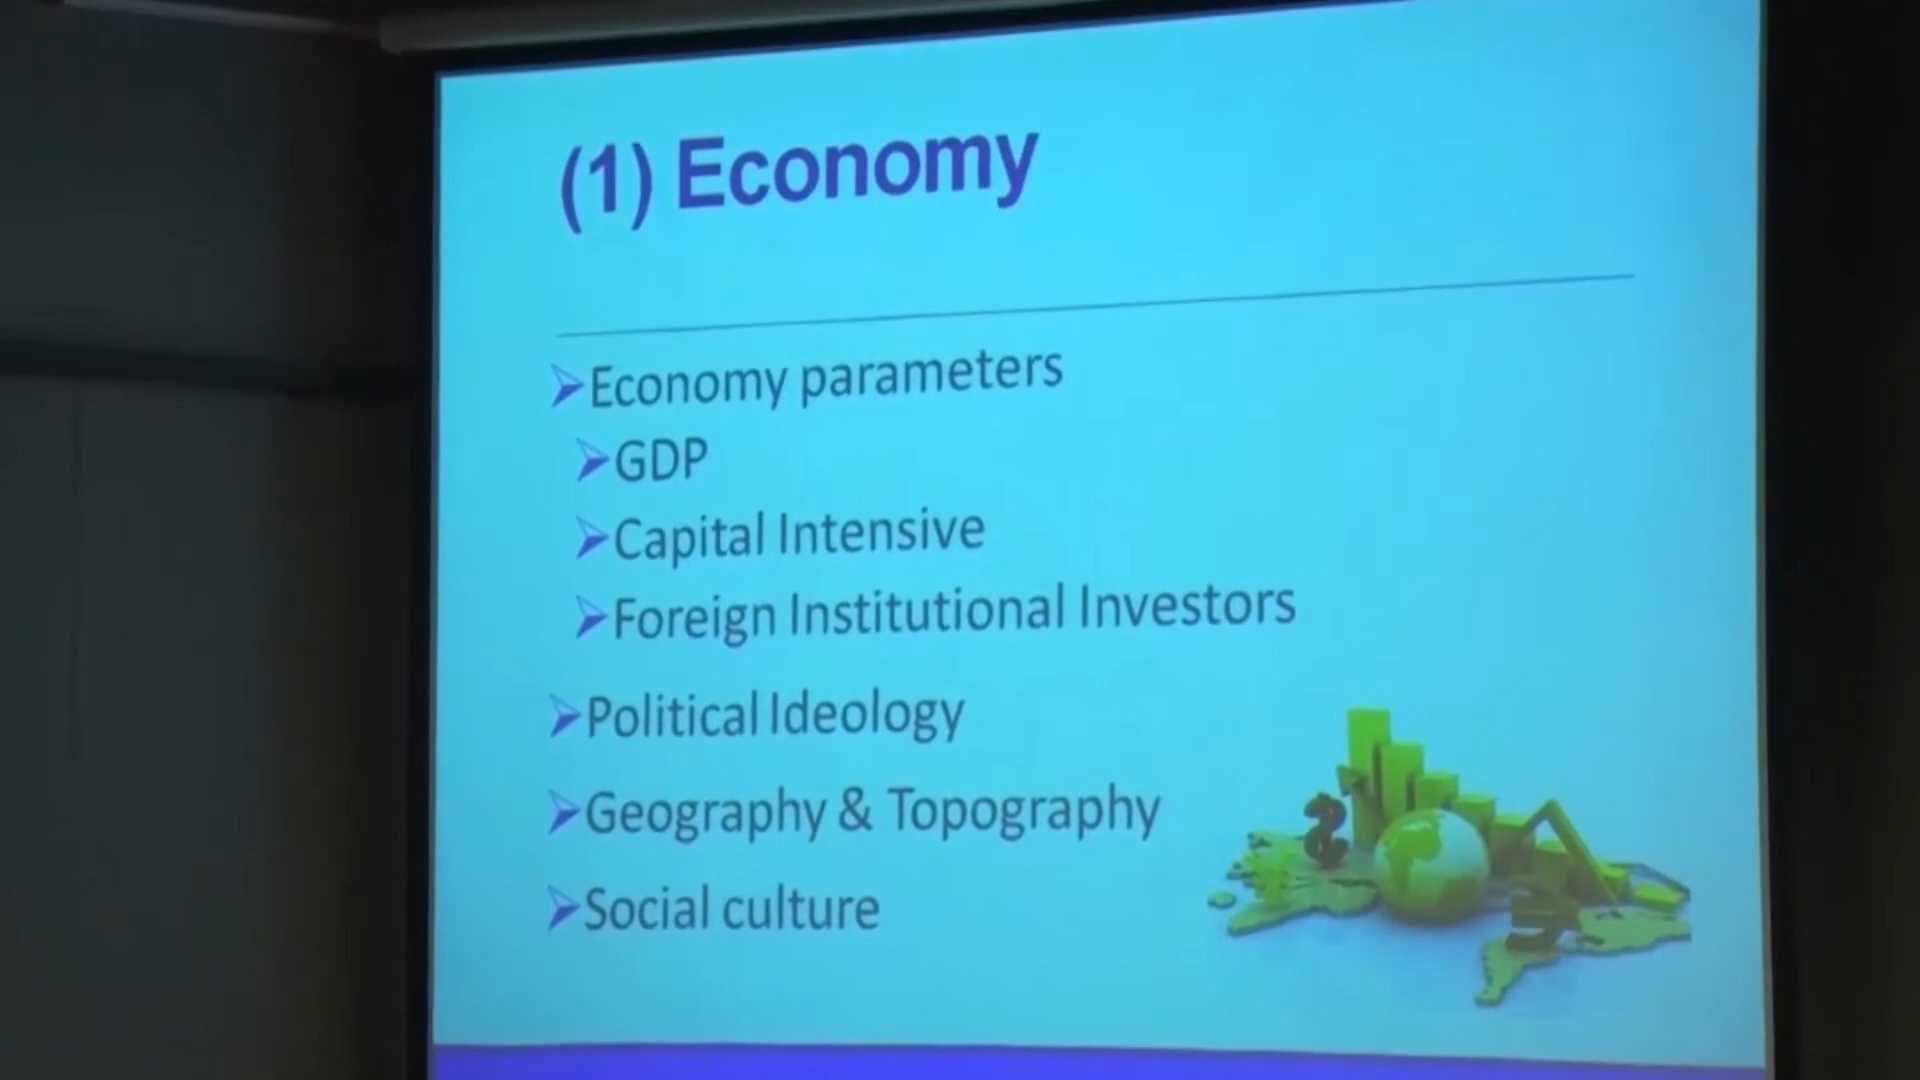 (1) Economy
Economy parameters
GDP
Capital Intensive
Foreign Institutional Investors
Political Ideology
Geography & Topography
Social culture